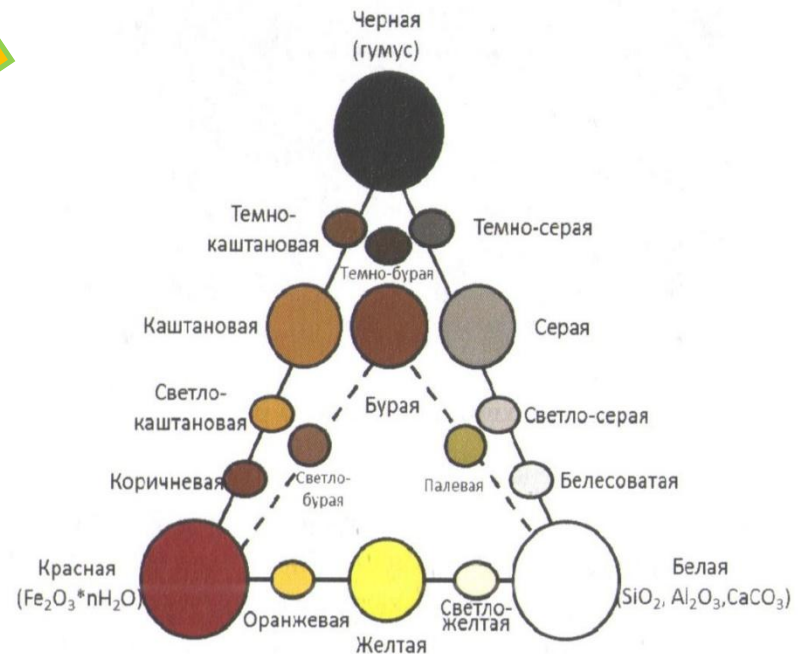 Черная
(гумус)
Темно-
каштановая
Темно-серая
Темно-бурая
Каштановая
Серая
Бурая
Светло-
каштановая
Светло-серая
Коричневая
Светло-
бурая
Палевая
Белесоватая
Красная
(Fe₂O₃*nH₂O)
Оранжевая
Желтая
Светло-
желтая
Белая
(SiO₂, Al₂O₃,CaCO₃)